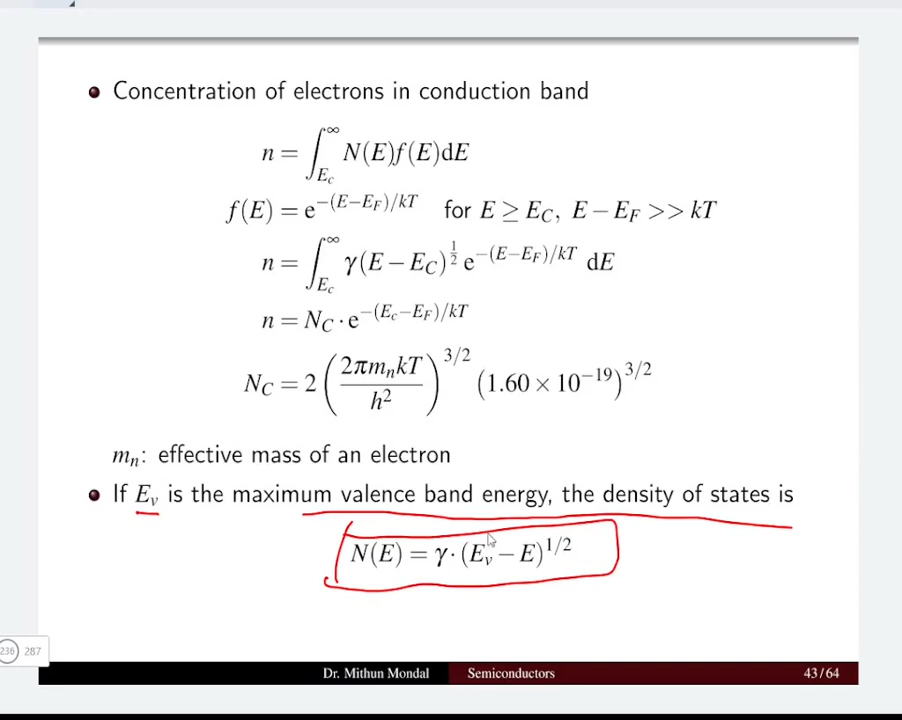 Concentration of electrons in conduction band
n = ∫_{E_c}^{∞} N(E)f(E)dE
f(E) = e^{−(E−E_F)/kT} for E ≥ E_C, E − E_F >> kT
n = ∫_{E_c}^{∞} γ(E − E_C)^{1/2} e^{−(E−E_F)/kT} dE
n = N_C · e^{−(E_c−E_F)/kT}
N_C = 2 (2πm_nkT / h²)^{3/2} (1.60 × 10^{−19})^{3/2}
m_n: effective mass of an electron
If E_v is the maximum valence band energy, the density of states is
N(E) = γ· (E_v − E)^{1/2}
236 287
Dr. Mithun Mondal Semiconductors 43/64